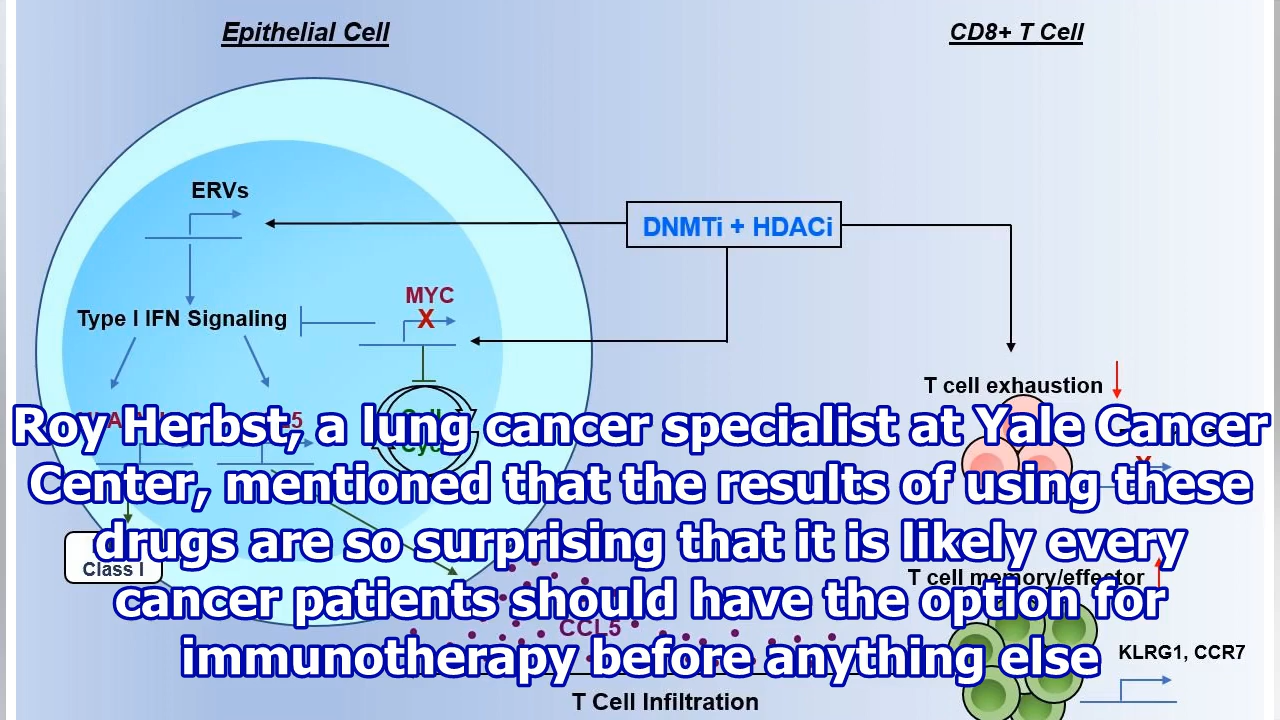 Epithelial Cell
CD8+ T Cell
ERVs
DNMTi + HDACi
MYC
X
Type I IFN Signaling
T cell exhaustion
Roy Herbst, a lung cancer specialist at Yale Cancer
Center, mentioned that the results of using these
drugs are so surprising that it is likely every
cancer patients should have the option for
immunotherapy before anything else
Class I
T cell memory/effector
CCL5
KLRG1, CCR7
T Cell Infiltration